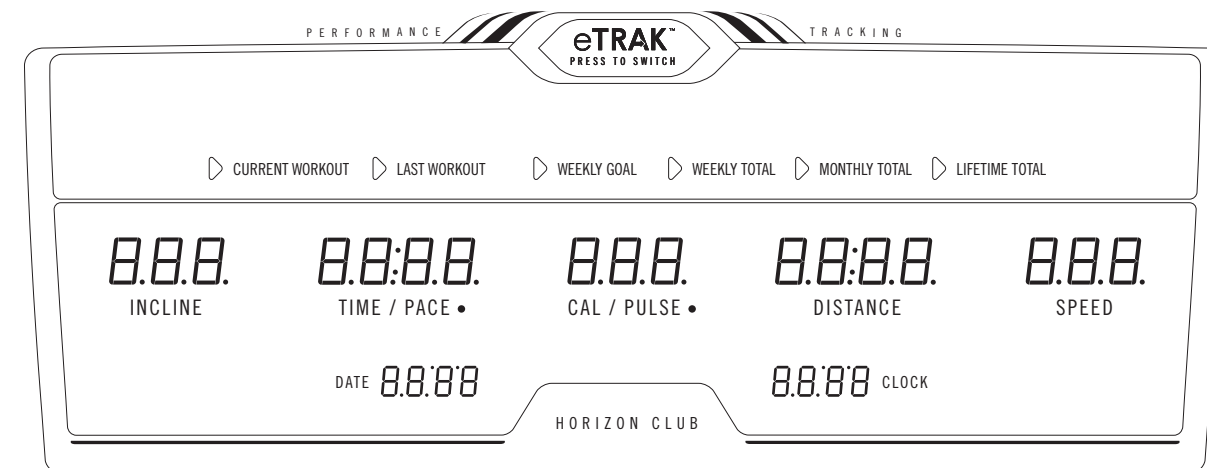 PERFORMANCE eTRAK™ TRACKING
PRESS TO SWITCH
CURRENT WORKOUT LAST WORKOUT WEEKLY GOAL WEEKLY TOTAL MONTHLY TOTAL LIFETIME TOTAL
8.8.8. 8.8:8.8. 8.8.8. 8.8:8.8. 8.8.8.
INCLINE TIME / PACE • CAL / PULSE • DISTANCE SPEED
DATE 8.8.:8'8 8.8.:8'8 CLOCK
HORIZON CLUB